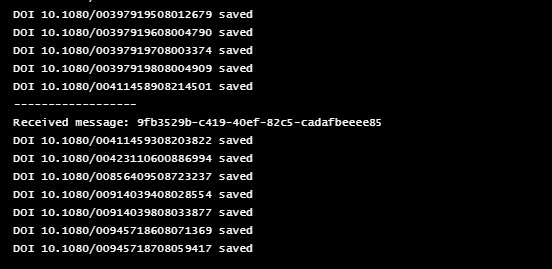 DOI 10.1080/00397919508012679 saved
DOI 10.1080/00397919608004790 saved
DOI 10.1080/00397919708003374 saved
DOI 10.1080/00397919808004909 saved
DOI 10.1080/00411458908214501 saved
------------------
Received message: 9fb3529b-c419-40ef-82c5-cadafbeeee85
DOI 10.1080/00411459308203822 saved
DOI 10.1080/00423110600886994 saved
DOI 10.1080/00856409508723237 saved
DOI 10.1080/00914039408028554 saved
DOI 10.1080/00914039808033877 saved
DOI 10.1080/00945718608071369 saved
DOI 10.1080/00945718708059417 saved